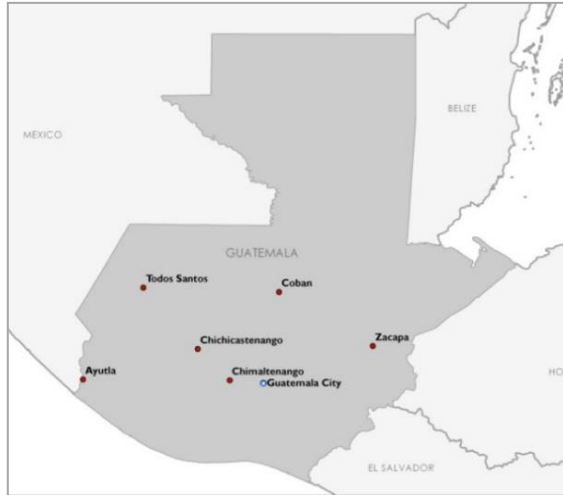 BELIZE
MEXICO
GUATEMALA
Todos Santos
Coban
Chichicastenango
Zacapa
Ayutla
Chimaltenango
Guatemala City
HO
EL SALVADOR